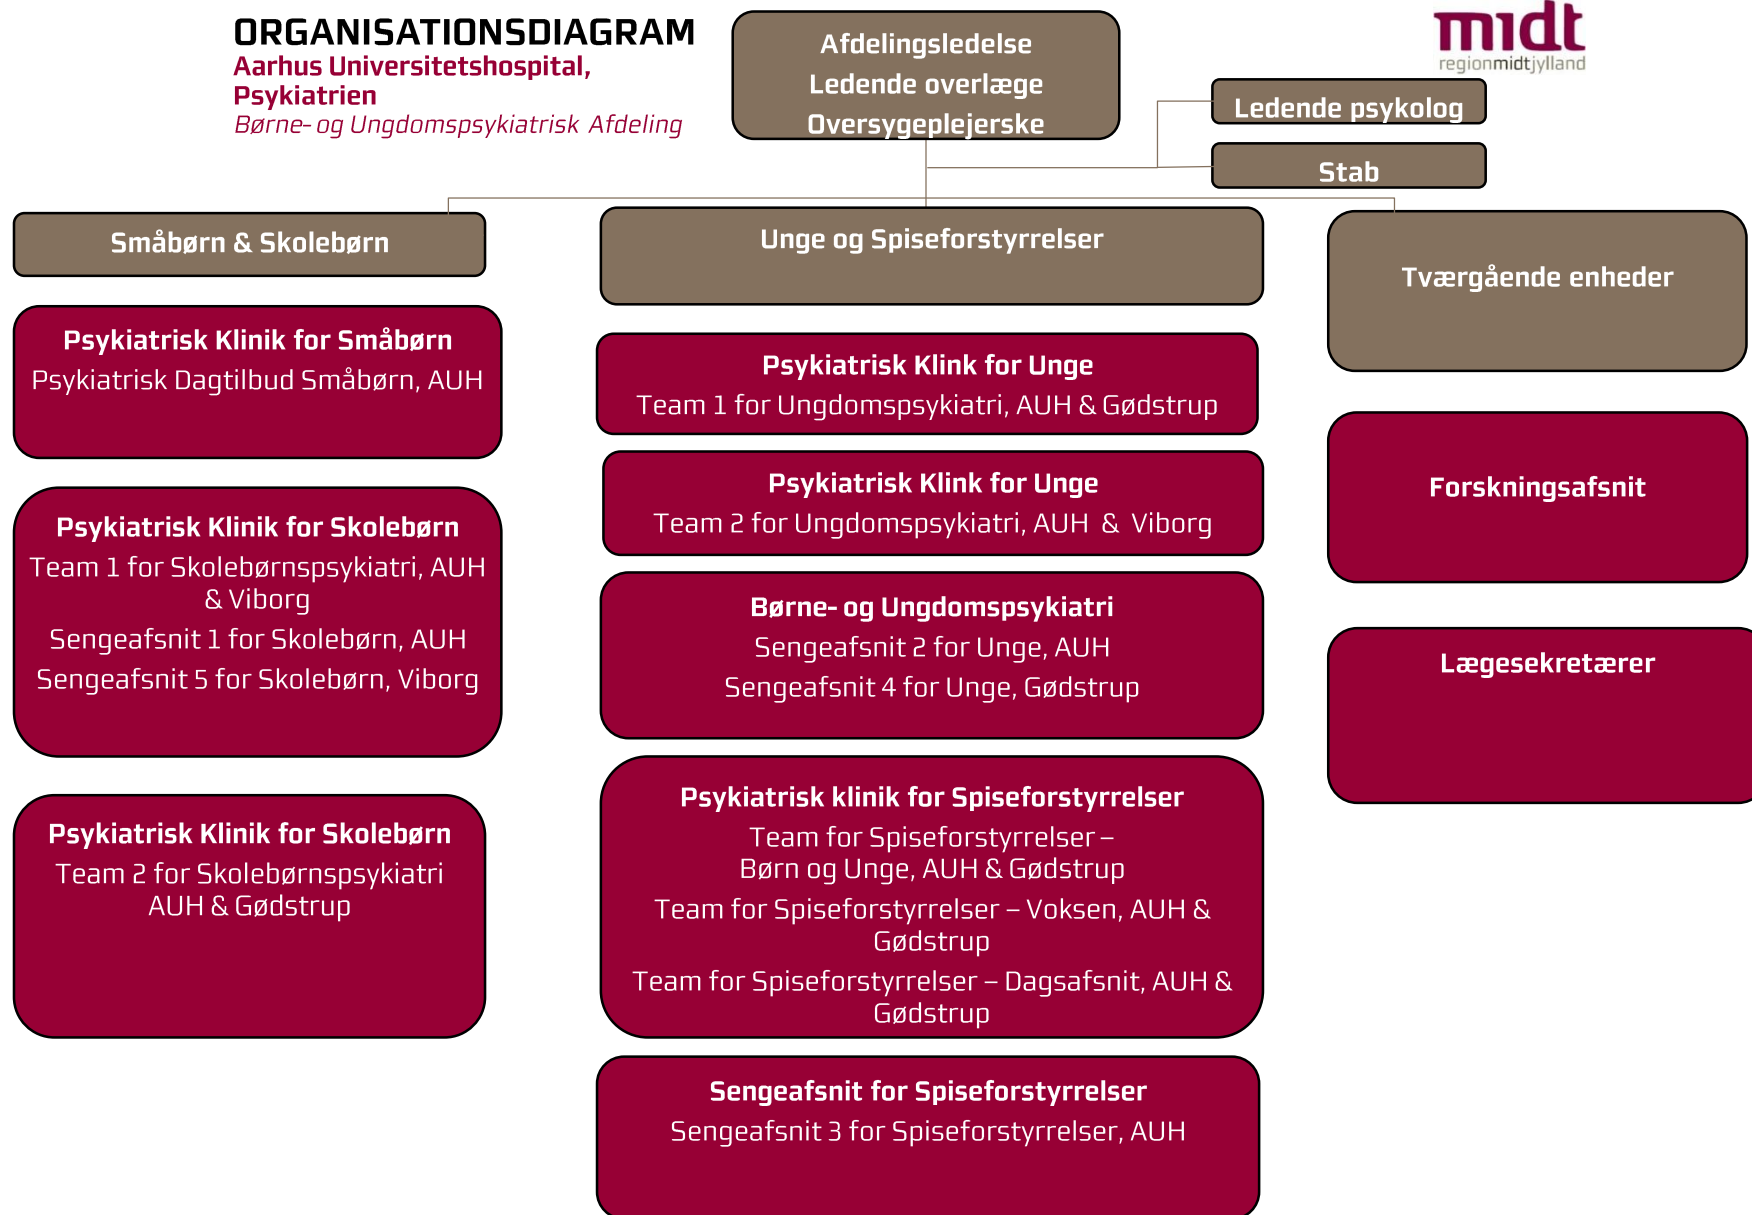 ORGANISATIONSDIAGRAM
Aarhus Universitetshospital,
Psykiatrien
Børne- og Ungdomspsykiatrisk Afdeling
Afdelingsledelse
Ledende overlæge
Oversygeplejerske
midt
regionmidtjylland
Ledende psykolog
Stab
Småbørn & Skolebørn
Psykiatrisk Klinik for Småbørn
Psykiatrisk Dagtilbud Småbørn, AUH
Psykiatrisk Klinik for Skolebørn
Team 1 for Skolebørnspsykiatri, AUH
& Viborg
Sengeafsnit 1 for Skolebørn, AUH
Sengeafsnit 5 for Skolebørn, Viborg
Psykiatrisk Klinik for Skolebørn
Team 2 for Skolebørnspsykiatri
AUH & Gødstrup
Unge og Spiseforstyrrelser
Psykiatrisk Klink for Unge
Team 1 for Ungdomspsykiatri, AUH & Gødstrup
Psykiatrisk Klink for Unge
Team 2 for Ungdomspsykiatri, AUH & Viborg
Børne- og Ungdomspsykiatri
Sengeafsnit 2 for Unge, AUH
Sengeafsnit 4 for Unge, Gødstrup
Psykiatrisk klinik for Spiseforstyrrelser
Team for Spiseforstyrrelser –
Børn og Unge, AUH & Gødstrup
Team for Spiseforstyrrelser – Voksen, AUH &
Gødstrup
Team for Spiseforstyrrelser – Dagsafsnit, AUH &
Gødstrup
Sengeafsnit for Spiseforstyrrelser
Sengeafsnit 3 for Spiseforstyrrelser, AUH
Tværgående enheder
Forskningsafsnit
Lægesekretærer